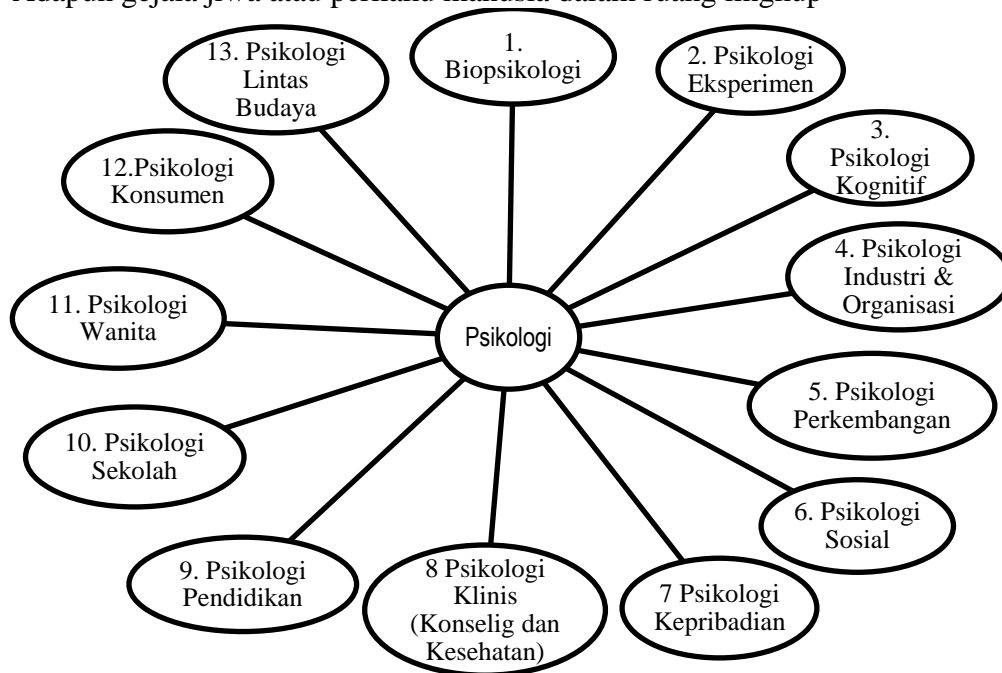 Adapun gejala jiwa atau perilaku manusia dalam ruang lingkup
1.
Biopsikologi
2. Psikologi
Eksperimen
3.
Psikologi
Kognitif
4. Psikologi
Industri &
Organisasi
5. Psikologi
Perkembangan
6. Psikologi
Sosial
7 Psikologi
Kepribadian
8 Psikologi
Klinis
(Konselig dan
Kesehatan)
9. Psikologi
Pendidikan
10. Psikologi
Sekolah
11. Psikologi
Wanita
12.Psikologi
Konsumen
13. Psikologi
Lintas
Budaya
Psikologi